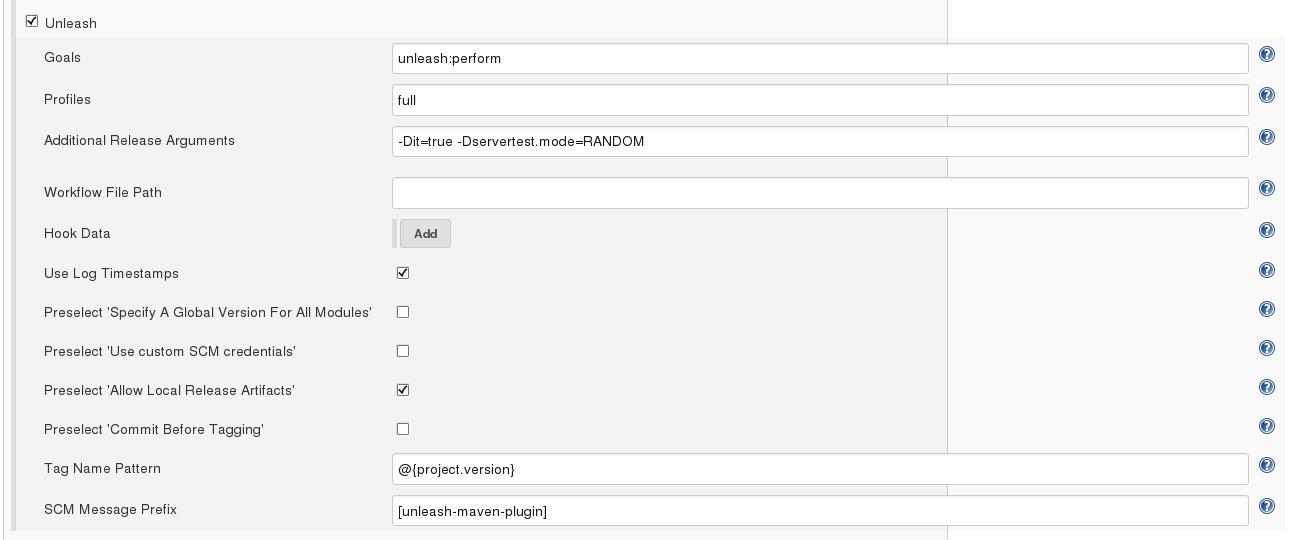 Unleash
Goals unleash:perform
Profiles full
Additional Release Arguments -Dit=true -Dservertest.mode=RANDOM
Workflow File Path
Hook Data Add
Use Log Timestamps
Preselect 'Specify A Global Version For All Modules'
Preselect 'Use custom SCM credentials'
Preselect 'Allow Local Release Artifacts'
Preselect 'Commit Before Tagging'
Tag Name Pattern @{project.version}
SCM Message Prefix [unleash-maven-plugin]